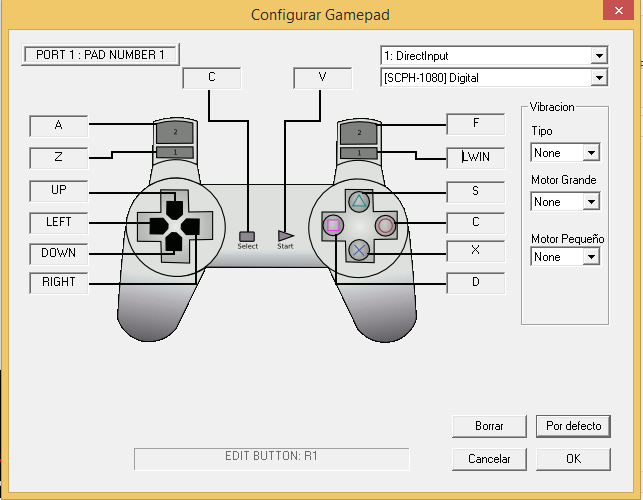 Configurar Gamepad
PORT 1 : PAD NUMBER 1
1: DirectInput
[SCPH-1080] Digital
C
V
A
Z
UP
LEFT
DOWN
RIGHT
2
1
2
1
Select
Start
F
LWIN
S
C
X
D
Vibracion
Tipo
None
Motor Grande
None
Motor Pequeño
None
Borrar
Por defecto
EDIT BUTTON: R1
Cancelar
OK